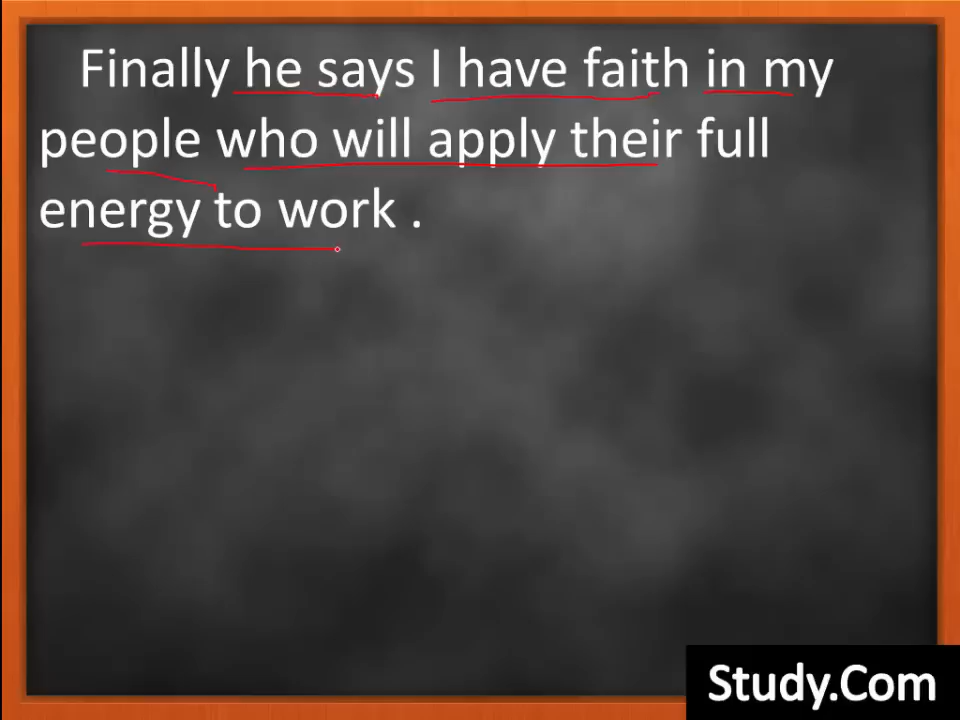 Finally he says I have faith in my
people who will apply their full
energy to work .
Study.Com